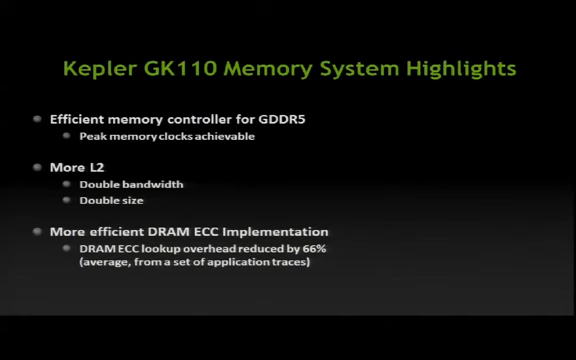 Kepler GK110 Memory System Highlights
Efficient memory controller for GDDR5
Peak memory clocks achievable
More L2
Double bandwidth
Double size
More efficient DRAM ECC Implementation
DRAM ECC lookup overhead reduced by 66%
(average, from a set of application traces)